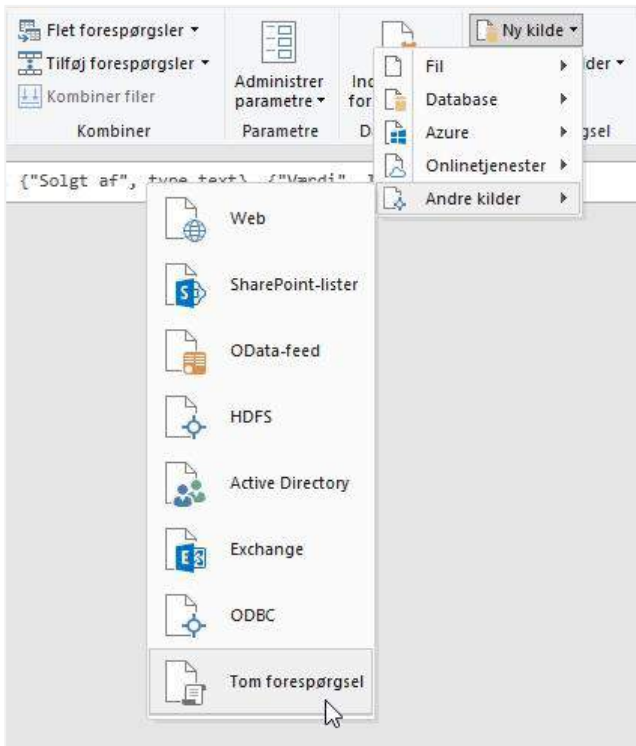 Flet forespørgsler
Tilføj forespørgsler
Kombiner filer
Kombiner
Administrer
parametre
Parametre
Ny kilde
Fil
Database
Azure
Onlinetjenester
Andre kilder
{"Solgt af", type text}, {"Værdi",
Web
SharePoint-lister
OData-feed
HDFS
Active Directory
Exchange
ODBC
Tom forespørgsel